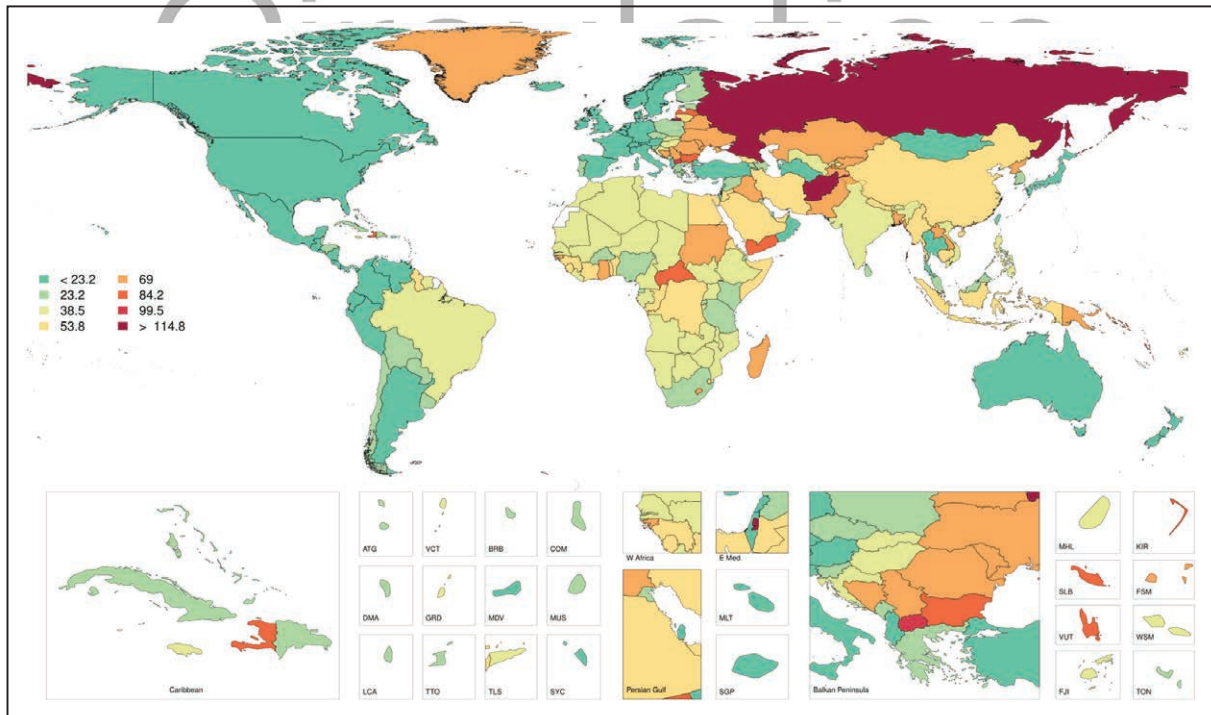 Circulation
< 23.2
23.2
38.5
53.8
69
84.2
99.5
> 114.8
Caribbean
ATG
VCT
BRB
COM
DMA
GRD
MDV
MUS
LCA
TTO
TLS
SYC
W Africa
E Med.
Persian Gulf
MLT
SGP
Balkan Peninsula
MHL
KIR
SLB
FSM
VUT
WSM
FJI
TON